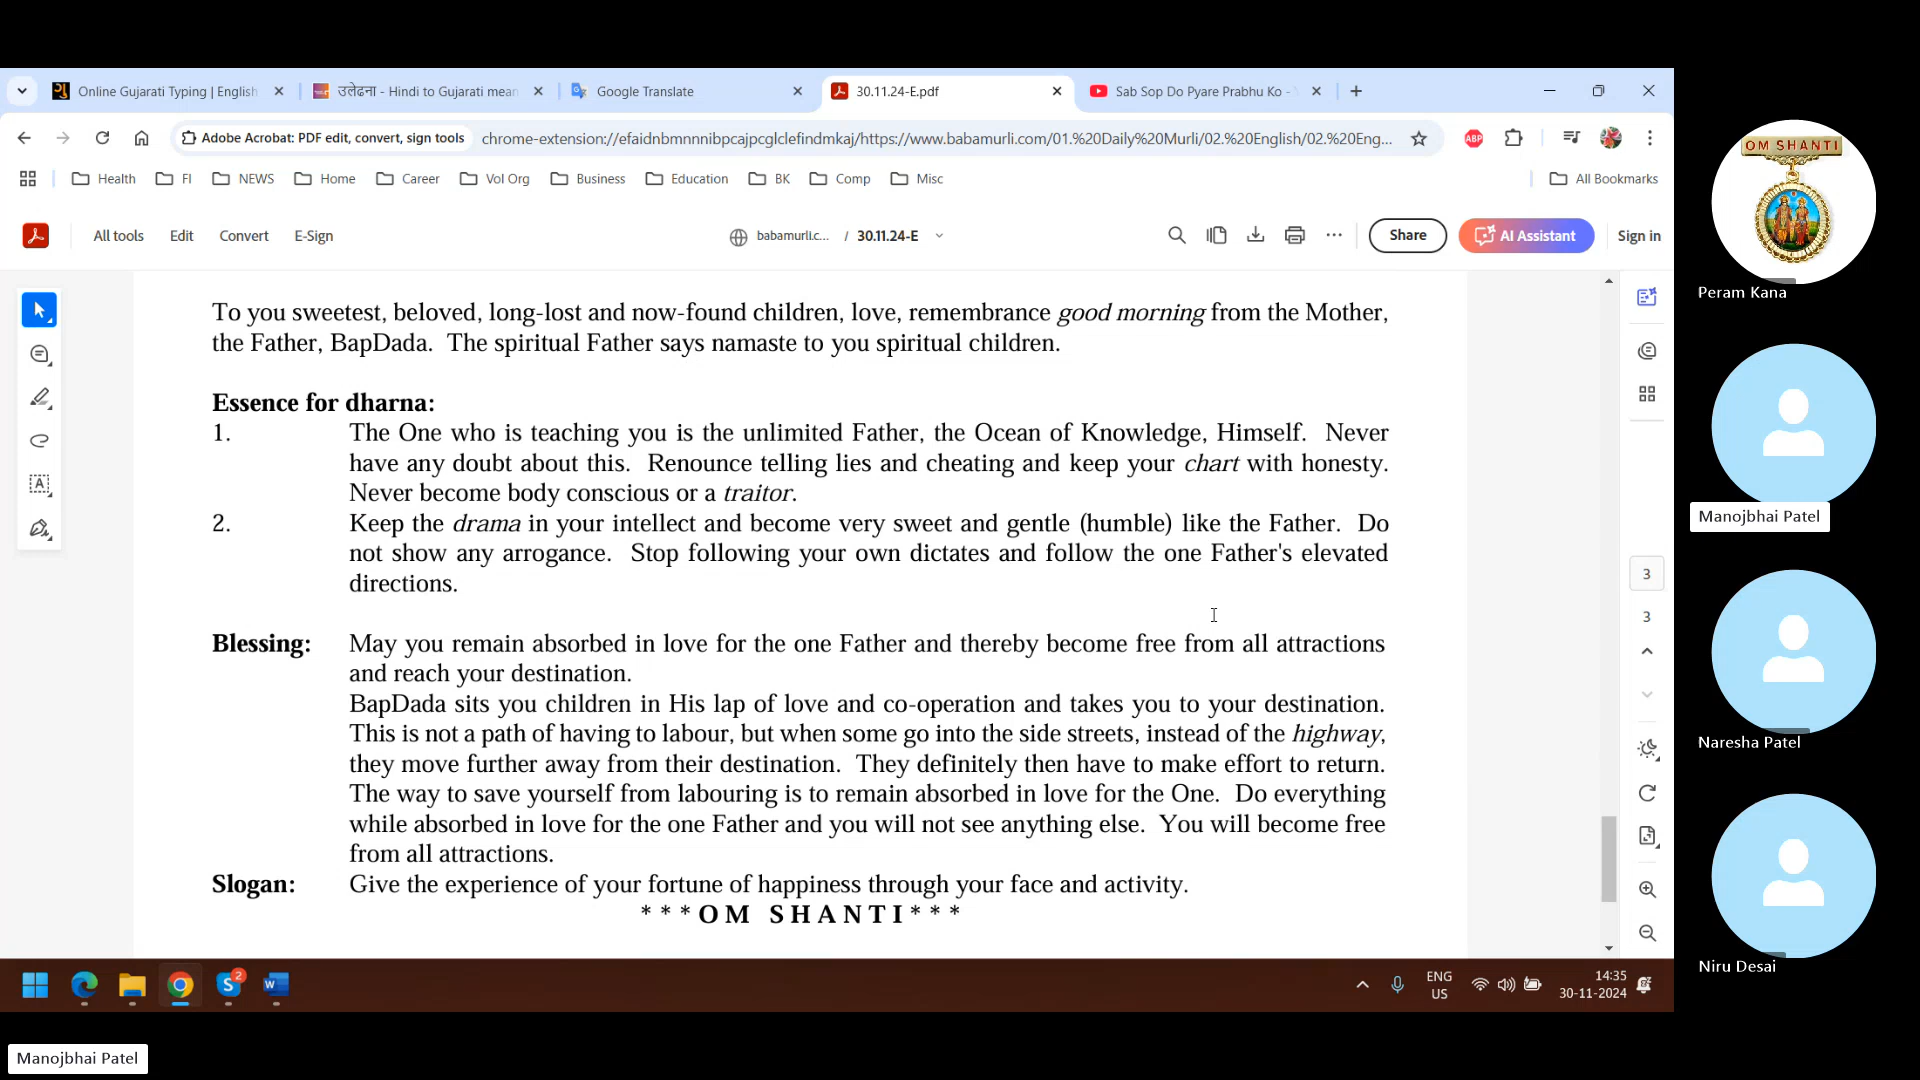 Online Gujarati Typing | English
उलेढना - Hindi to Gujarati mean
Google Translate
30.11.24-E.pdf
Sab Sop Do Pyare Prabhu Ko -
Adobe Acrobat: PDF edit, convert, sign tools
chrome-extension://efaidnbmnnnibpcajpcglclefindmkaj/https://www.babamurli.com/01.%20Daily%20Murli/02.%20English/02.%20Eng...
ABP
Health
FI
NEWS
Home
Career
Vol Org
Business
Education
BK
Comp
Misc
All Bookmarks
All tools
Edit
Convert
E-Sign
babamurli.c... / 30.11.24-E
Share
AI Assistant
Sign in
To you sweetest, beloved, long-lost and now-found children, love, remembrance good morning from the Mother,
the Father, BapDada. The spiritual Father says namaste to you spiritual children.
Essence for dharna:
1. The One who is teaching you is the unlimited Father, the Ocean of Knowledge, Himself. Never
have any doubt about this. Renounce telling lies and cheating and keep your chart with honesty.
Never become body conscious or a traitor.
2. Keep the drama in your intellect and become very sweet and gentle (humble) like the Father. Do
not show any arrogance. Stop following your own dictates and follow the one Father's elevated
directions.
Blessing: May you remain absorbed in love for the one Father and thereby become free from all attractions
and reach your destination.
BapDada sits you children in His lap of love and co-operation and takes you to your destination.
This is not a path of having to labour, but when some go into the side streets, instead of the highway,
they move further away from their destination. They definitely then have to make effort to return.
The way to save yourself from labouring is to remain absorbed in love for the One. Do everything
while absorbed in love for the one Father and you will not see anything else. You will become free
from all attractions.
Slogan: Give the experience of your fortune of happiness through your face and activity.
* * * O M  S H A N T I * * *
3
3
2
ENG
US
14:35
30-11-2024
OM SHANTI
Peram Kana
Manojbhai Patel
Naresha Patel
Niru Desai
Manojbhai Patel